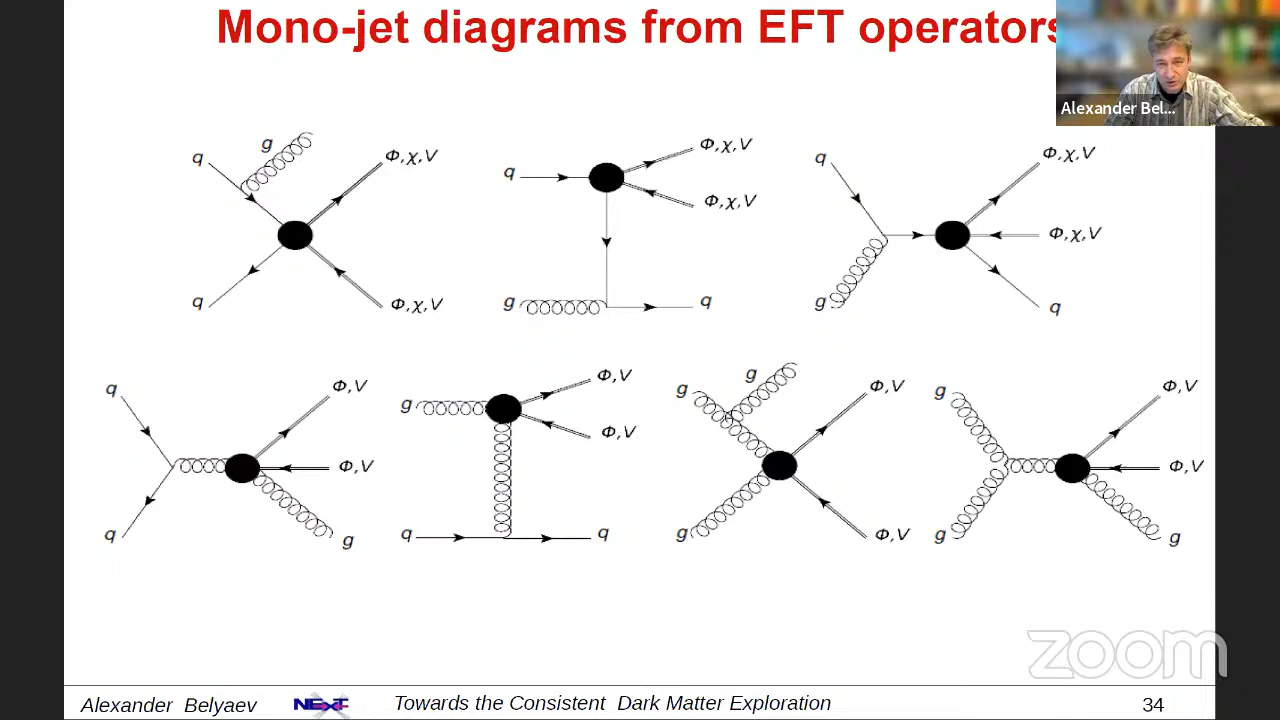 Mono-jet diagrams from EFT operators
Alexander Bel...
g
q
Φ,χ,V
q
Φ,χ,V
q
Φ,χ,V
Φ,χ,V
g
q
q
Φ,χ,V
Φ,χ,V
g
q
q
Φ,V
Φ,V
q
g
g
Φ,V
Φ,V
q
q
g
g
Φ,V
g
Φ,V
g
Φ,V
Φ,V
g
g
zoom
Alexander Belyaev
NEXT
Towards the Consistent Dark Matter Exploration
34